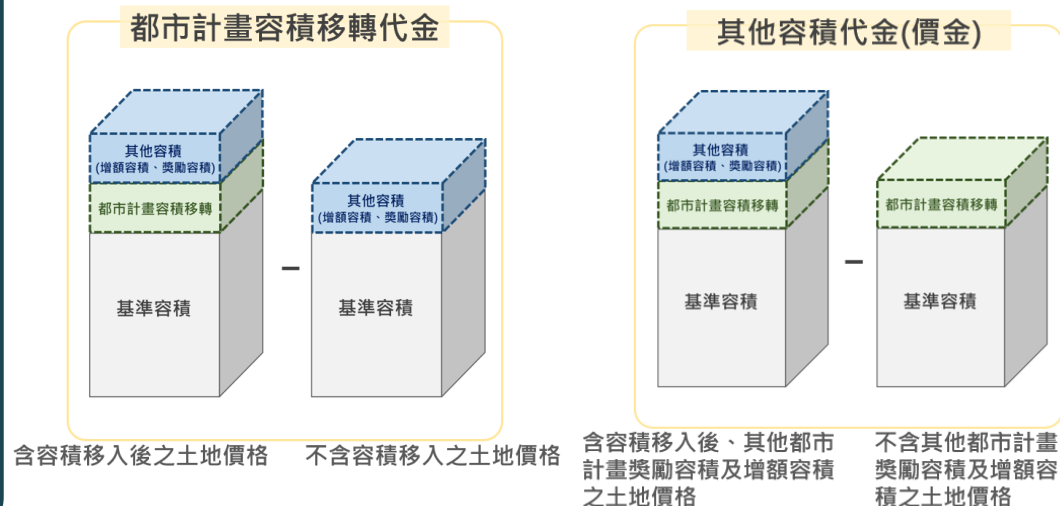 都市計畫容積移轉代金
其他容積
(增額容積、獎勵容積)
都市計畫容積移轉
基準容積
－
其他容積
(增額容積、獎勵容積)
基準容積
含容積移入後之土地價格
不含容積移入之土地價格
其他容積代金(價金)
其他容積
(增額容積、獎勵容積)
都市計畫容積移轉
基準容積
－
都市計畫容積移轉
基準容積
含容積移入後、其他都市
計畫獎勵容積及增額容積
之土地價格
不含其他都市計畫
獎勵容積及增額容
積之土地價格